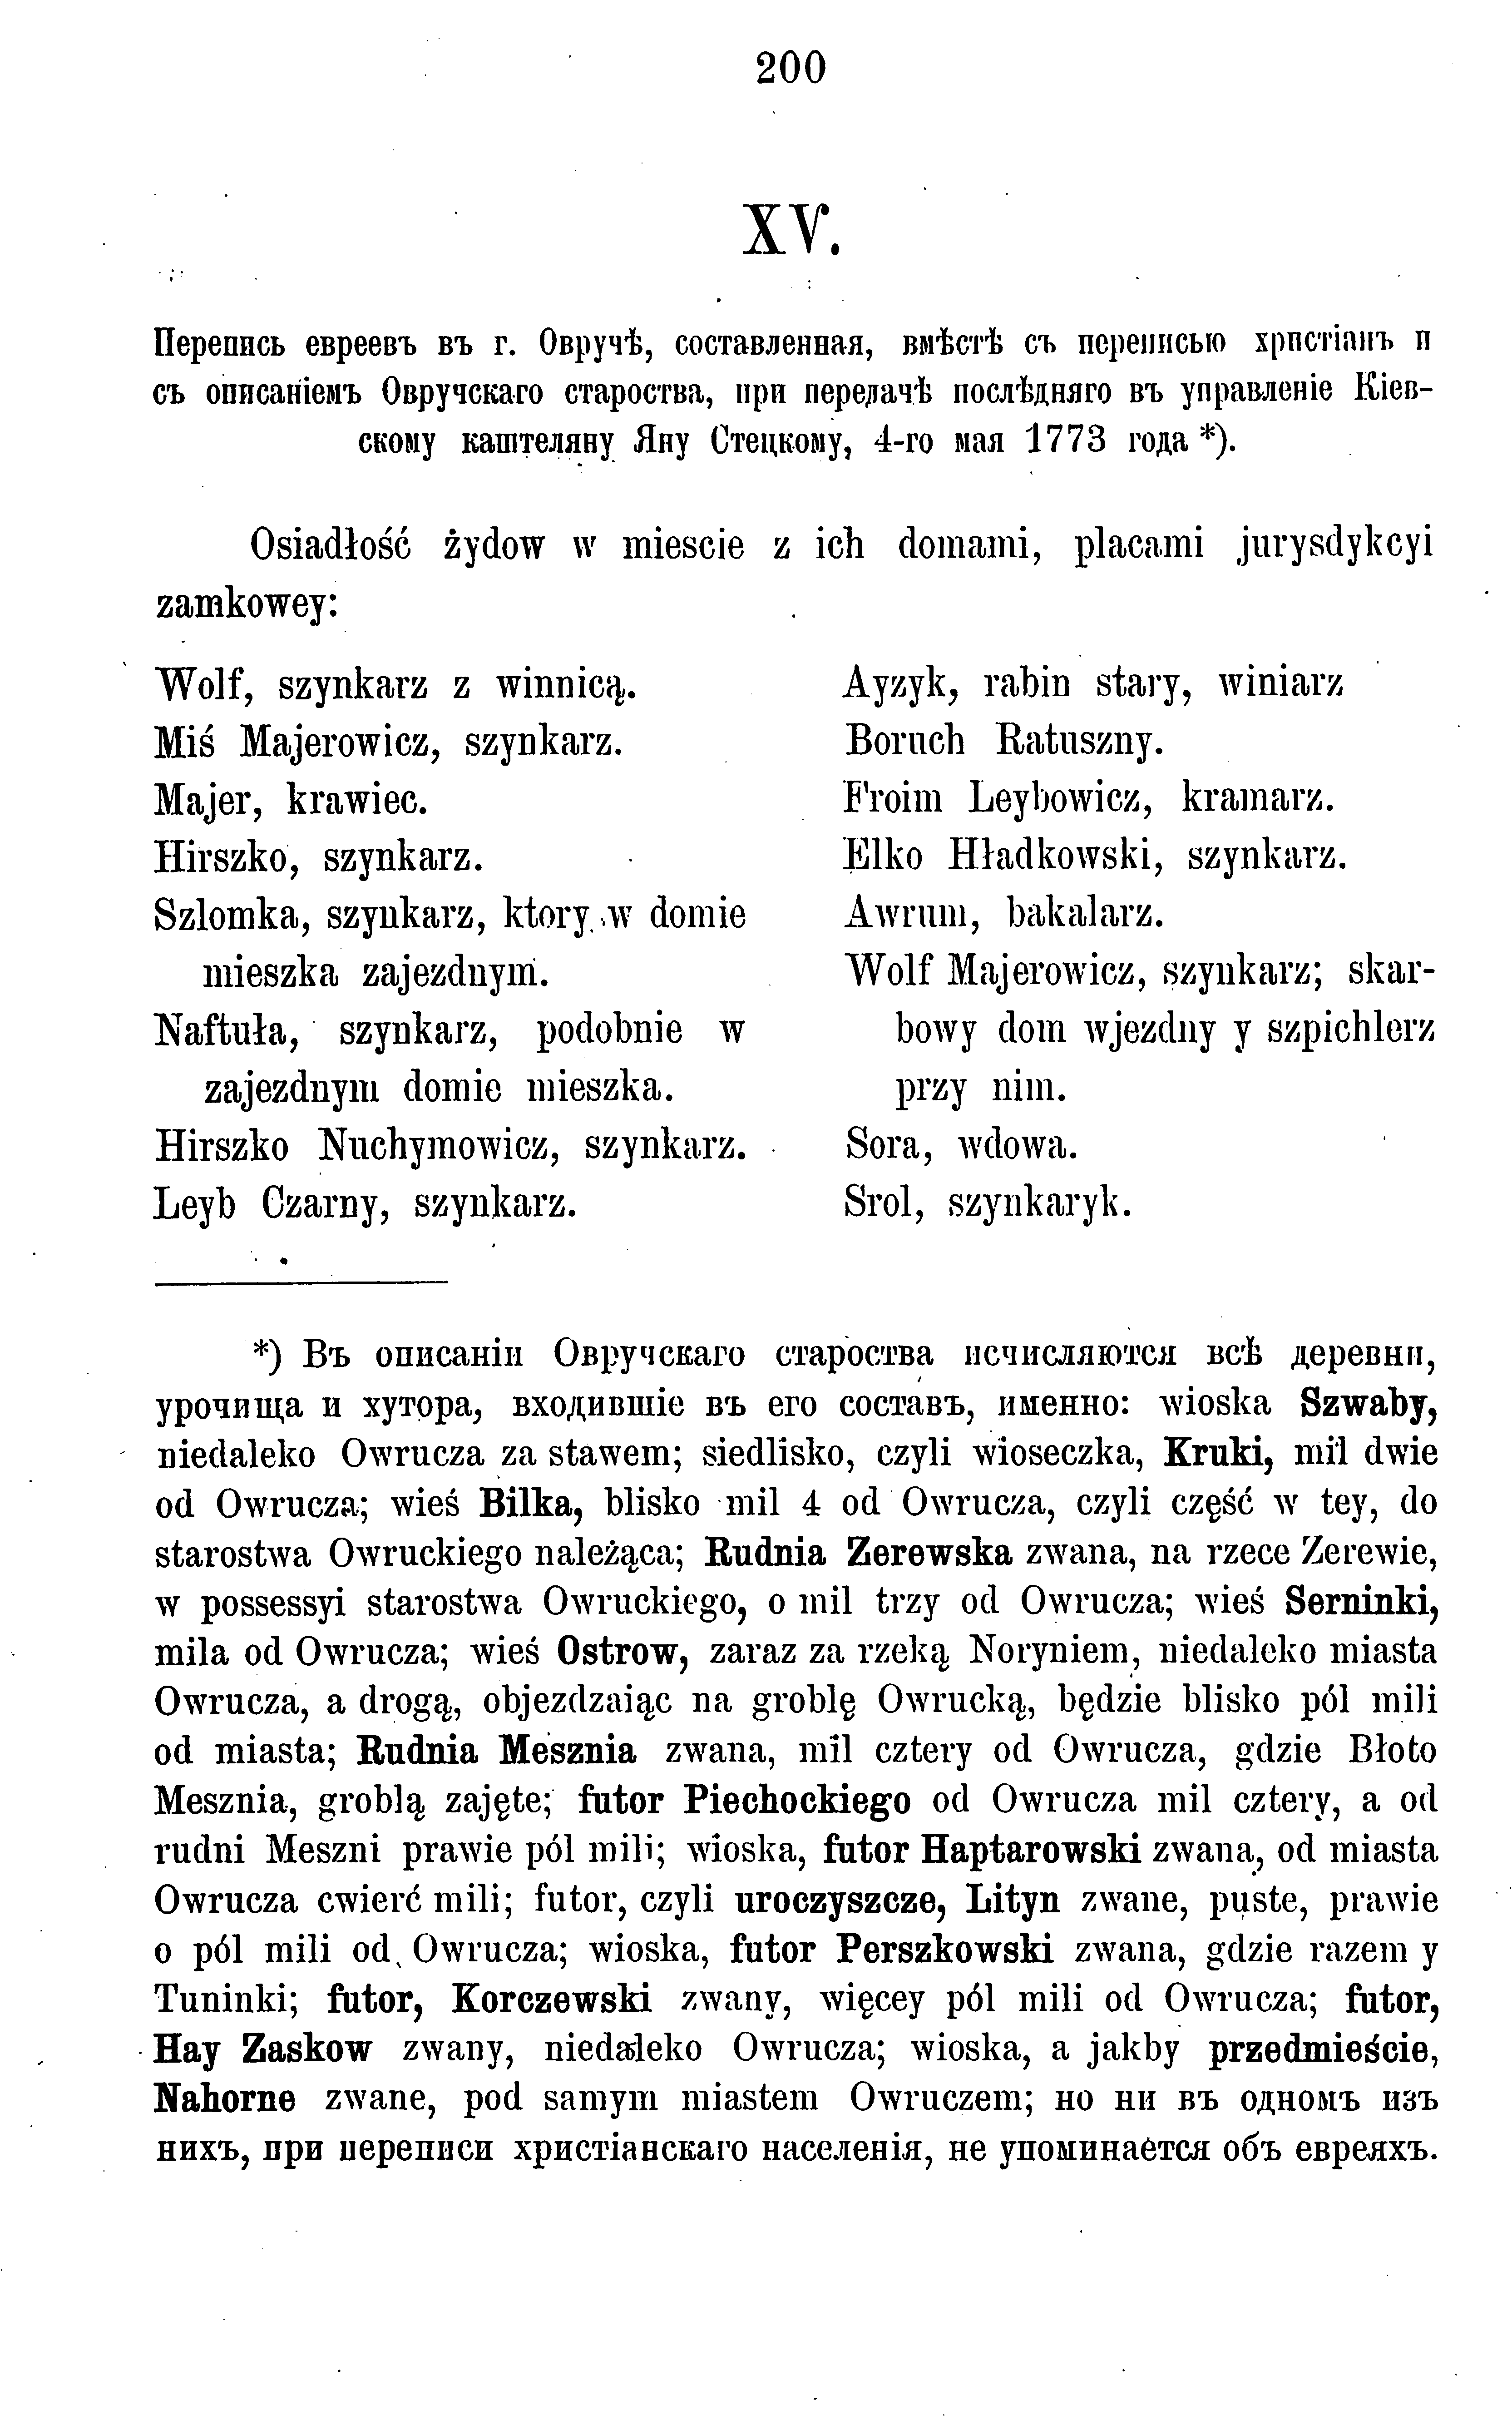 200
XV.
Перепись евреевъ въ г. Овручѣ, составленная, вмѣстѣ съ переписью христіанъ и
съ описаніемъ Овручскаго староства, при передачѣ послѣдняго въ управленіе Кіев-
скому каштеляну Яну Стецкому, 4-го мая 1773 года *).
Osiadłość żydow w miescie z ich domami, placami jurysdykcyi
zamkowey:
Wolf, szynkarz z winnicą.
Miś Majerowicz, szynkarz.
Majer, krawiec.
Hirszko, szynkarz.
Szlomka, szynkarz, ktory w domie
mieszka zajezdnym.
Naftuła, szynkarz, podobnie w
zajezdnym domie mieszka.
Hirszko Nuchymowicz, szynkarz.
Leyb Czarny, szynkarz.
Ayzyk, rabin stary, winiarz
Boruch Ratuszny.
Froim Leybowicz, kramarz.
Elko Hładkowski, szynkarz.
Awrum, bakalarz.
Wolf Majerowicz, szynkarz; skar-
bowy dom wjezdny y szpichlerz
przy nim.
Sora, wdowa.
Srol, szynkaryk.
*) Въ описаніи Овручскаго староства исчисляются всѣ деревни,
урочища и хутора, входившіе въ его составъ, именно: wioska Szwaby,
niedaleko Owrucza za stawem; siedlisko, czyli wioseczka, Kruki, mil dwie
od Owrucza; wieś Bilka, blisko mil 4 od Owrucza, czyli część w tey, do
starostwa Owruckiego należąca; Rudnia Zerewska zwana, na rzece Zerewie,
w possessyi starostwa Owruckiego, o mil trzy od Owrucza; wieś Serninki,
mila od Owrucza; wieś Ostrow, zaraz za rzeką Noryniem, niedaleko miasta
Owrucza, a drogą, objezdzaiąc na groblę Owrucką, będzie blisko pól mili
od miasta; Rudnia Mesznia zwana, mil cztery od Owrucza, gdzie Błoto
Mesznia, groblą zajęte; futor Piechockiego od Owrucza mil cztery, a od
rudni Meszni prawie pól mili; wioska, futor Haptarowski zwana, od miasta
Owrucza cwierć mili; futor, czyli uroczyszcze, Lityn zwane, puste, prawie
o pól mili od Owrucza; wioska, futor Perszkowski zwana, gdzie razem y
Tuninki; futor, Korczewski zwany, więcey pól mili od Owrucza; futor,
Hay Zaskow zwany, niedaleko Owrucza; wioska, a jakby przedmieście,
Nahorne zwane, pod samym miastem Owruczem; но ни въ одномъ изъ
нихъ, при переписи христіанскаго населенія, не упоминается объ евреяхъ.